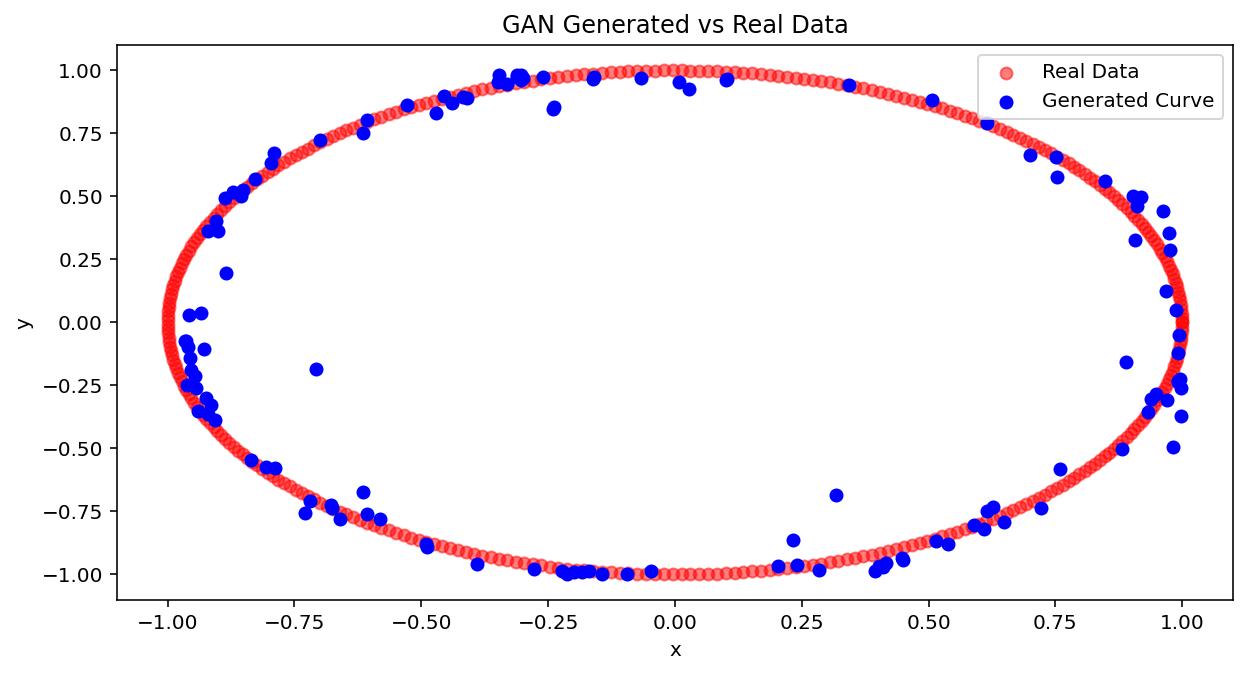 GAN Generated vs Real Data
Real Data
Generated Curve
1.00
0.75
0.50
0.25
0.00
−0.25
−0.50
−0.75
−1.00
y
−1.00 −0.75 −0.50 −0.25 0.00 0.25 0.50 0.75 1.00
x